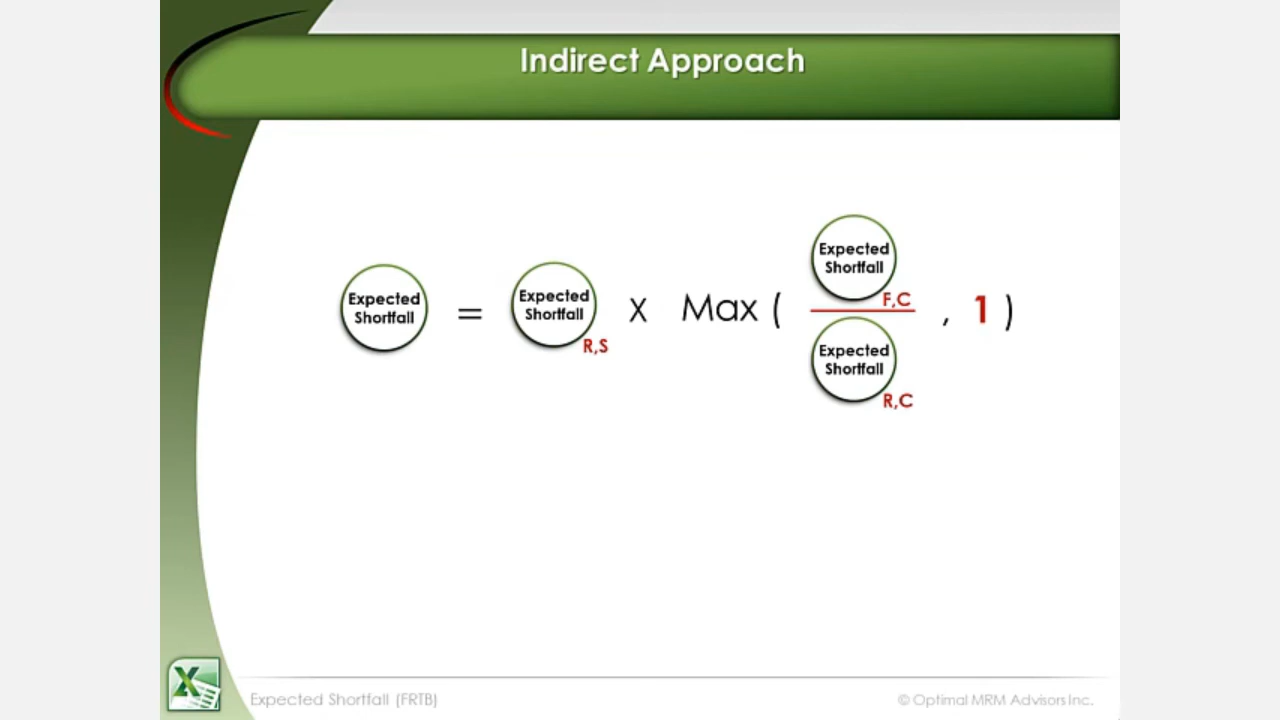 Indirect Approach
Expected
Shortfall
=
Expected
Shortfall
R,S
X Max (
Expected
Shortfall
F,C
Expected
Shortfall
R,C
, 1 )
Expected Shortfall (FRTB)
© Optimal MRM Advisors Inc.